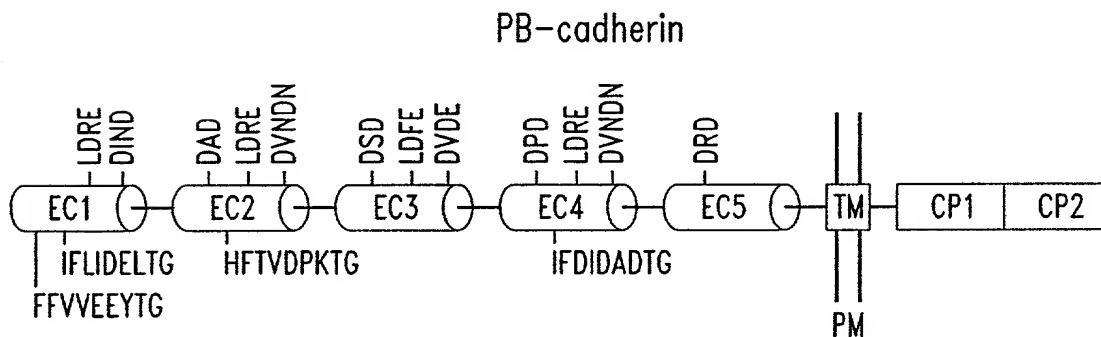 PB-cadherin
LDRE
DIND
DAD
LDRE
DVNDN
DSD
LDFE
DVDE
DPD
LDRE
DVNDN
DRD
EC1
EC2
EC3
EC4
EC5
TM
CP1
CP2
IFLIDELTG
HFTVDPKTG
IFDIDADTG
FFVVEEYTG
PM